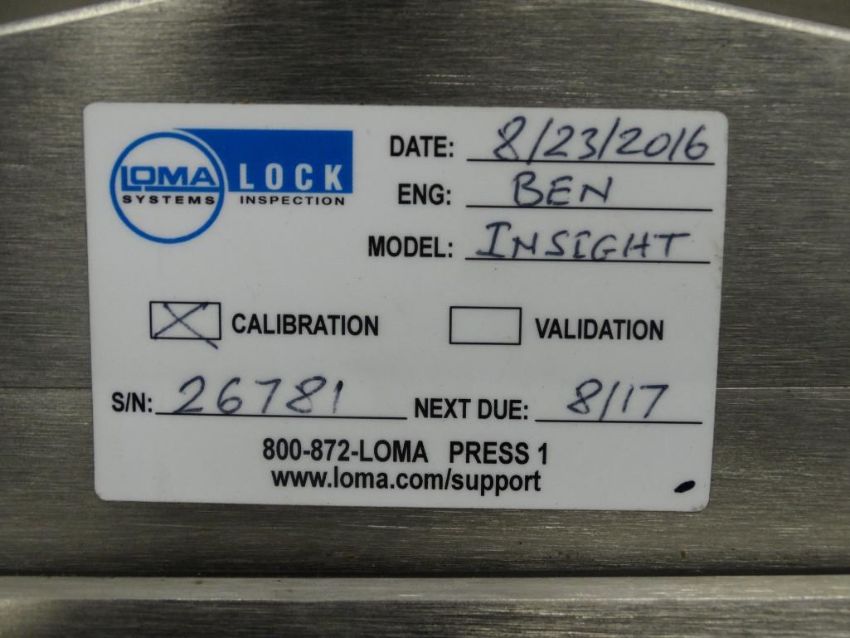 LOMA SYSTEMS LOCK INSPECTION
DATE: 8/23/2016
ENG: BEN
MODEL: INSIGHT
CALIBRATION VALIDATION
S/N: 26781 NEXT DUE: 8/17
800-872-LOMA PRESS 1
www.loma.com/support